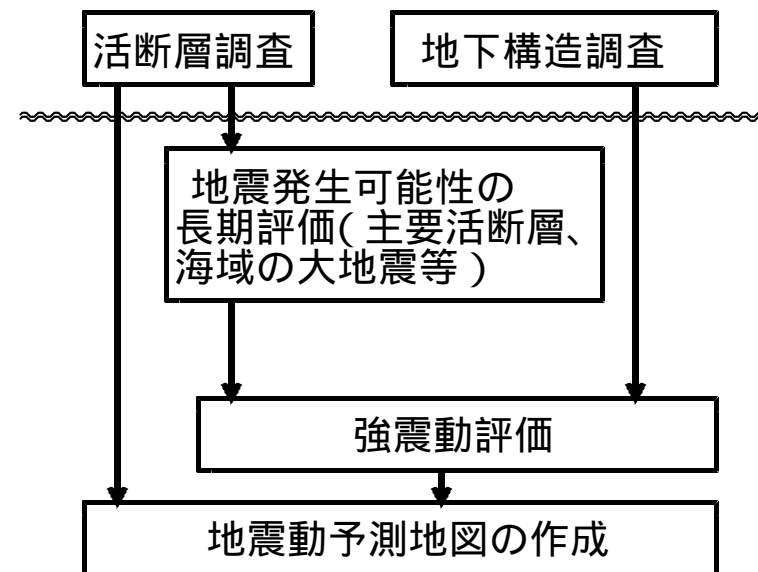 活断層調査
地下構造調査
地震発生可能性の
長期評価(主要活断層、
海域の大地震等)
強震動評価
地震動予測地図の作成